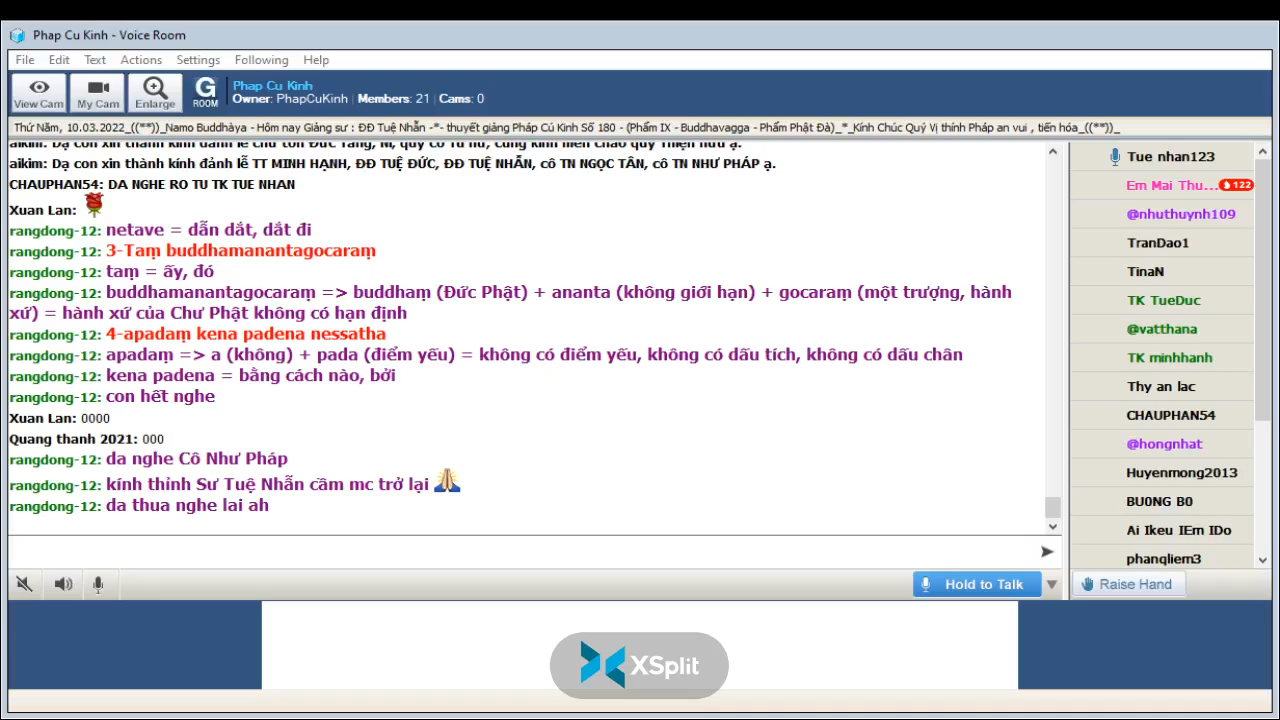 Phap Cu Kinh - Voice Room
File Edit Text Actions Settings Following Help
View Cam My Cam Enlarge G ROOM
Phap Cu Kinh
Owner: PhapCuKinh | Members: 21 | Cams: 0
Thứ Năm, 10.03.2022_((**))_Namo Buddhàya - Hôm nay Giảng sư : ĐĐ Tuệ Nhẫn -*- thuyết giảng Pháp Cú Kinh Số 180 - (Phẩm IX - Buddhavagga - Phẩm Phật Đà)_*_Kính Chúc Quý Vị thính Pháp an vui , tiến hóa_((**))_
aikim: Dạ con xin thành kính đảnh lễ TT MINH HẠNH, ĐĐ TUỆ ĐỨC, ĐĐ TUỆ NHẪN, cô TN NGỌC TÂN, cô TN NHƯ PHÁP ạ.
CHAUPHAN54: DA NGHE RO TU TK TUE NHAN
Xuan Lan:
rangdong-12: netave = dẫn dắt, dắt đi
rangdong-12: 3-Taṃ buddhamanantagocaraṃ
rangdong-12: taṃ = ấy, đó
rangdong-12: buddhamanantagocaraṃ => buddhaṃ (Đức Phật) + ananta (không giới hạn) + gocaraṃ (một trượng, hành
xứ) = hành xứ của Chư Phật không có hạn định
rangdong-12: 4-apadaṃ kena padena nessatha
rangdong-12: apadaṃ => a (không) + pada (điểm yếu) = không có điểm yếu, không có dấu tích, không có dấu chân
rangdong-12: kena padena = bằng cách nào, bởi
rangdong-12: con hết nghe
Xuan Lan: 0000
Quang thanh 2021: 000
rangdong-12: da nghe Cô Như Pháp
rangdong-12: kính thỉnh Sư Tuệ Nhẫn cầm mc trở lại
rangdong-12: da thua nghe lai ah
Tue nhan123
Em Mai Thu... 122
@nhuthuynh109
TranDao1
TinaN
TK TueDuc
@vatthana
TK minhhanh
Thy an lac
CHAUPHAN54
@hongnhat
Huyenmong2013
BU0NG B0
Ai Ikeu IEm IDo
phanqliem3
Hold to Talk
Raise Hand
XSplit